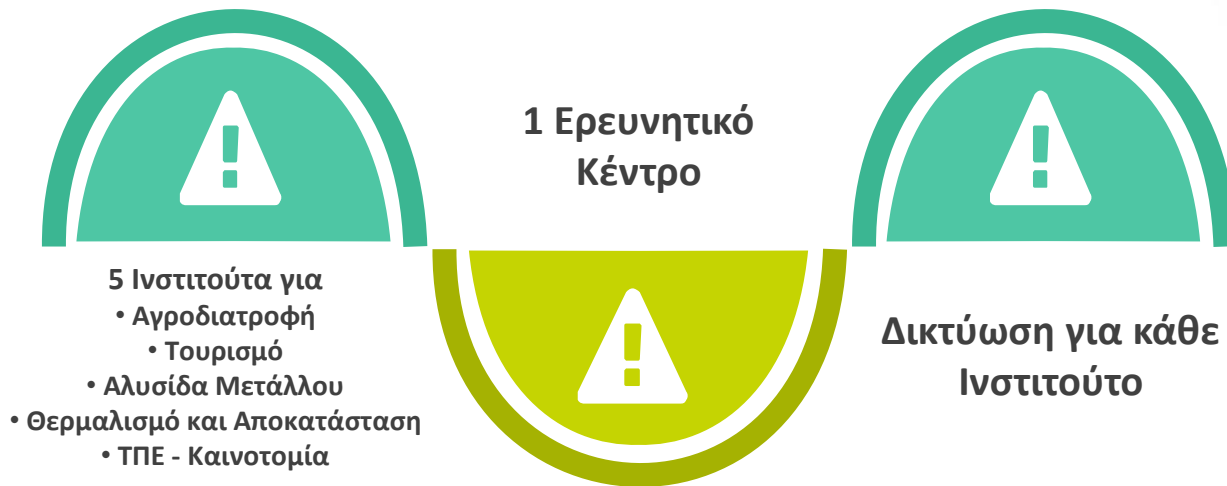 5 Ινστιτούτα για
• Αγροδιατροφή
• Τουρισμό
• Αλυσίδα Μετάλλου
• Θερμαλισμό και Αποκατάσταση
• ΤΠΕ - Καινοτομία
1 Ερευνητικό
Κέντρο
Δικτύωση για κάθε
Ινστιτούτο